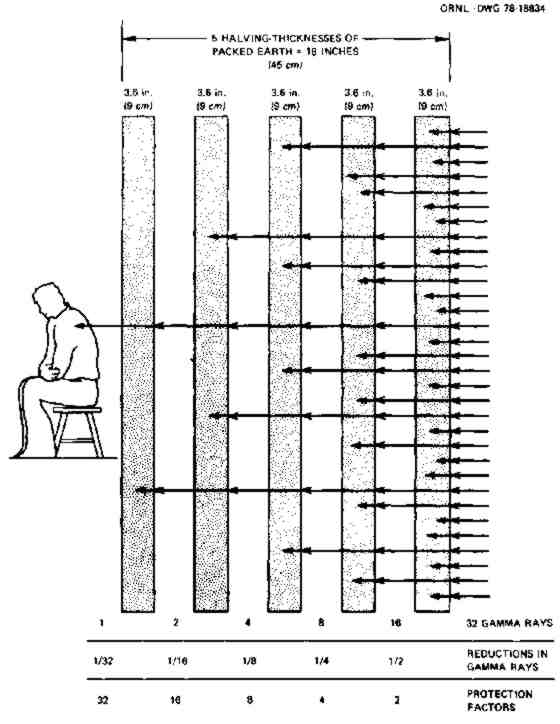 ORNL-DWG 78-18834
5 HALVING-THICKNESSES OF
PACKED EARTH = 18 INCHES
(45 cm)
3.6 in. 3.6 in. 3.6 in. 3.6 in. 3.6 in.
(9 cm) (9 cm) (9 cm) (9 cm) (9 cm)
1 2 4 8 16 32 GAMMA RAYS
1/32 1/16 1/8 1/4 1/2 REDUCTIONS IN
GAMMA RAYS
32 16 8 4 2 PROTECTION
FACTORS